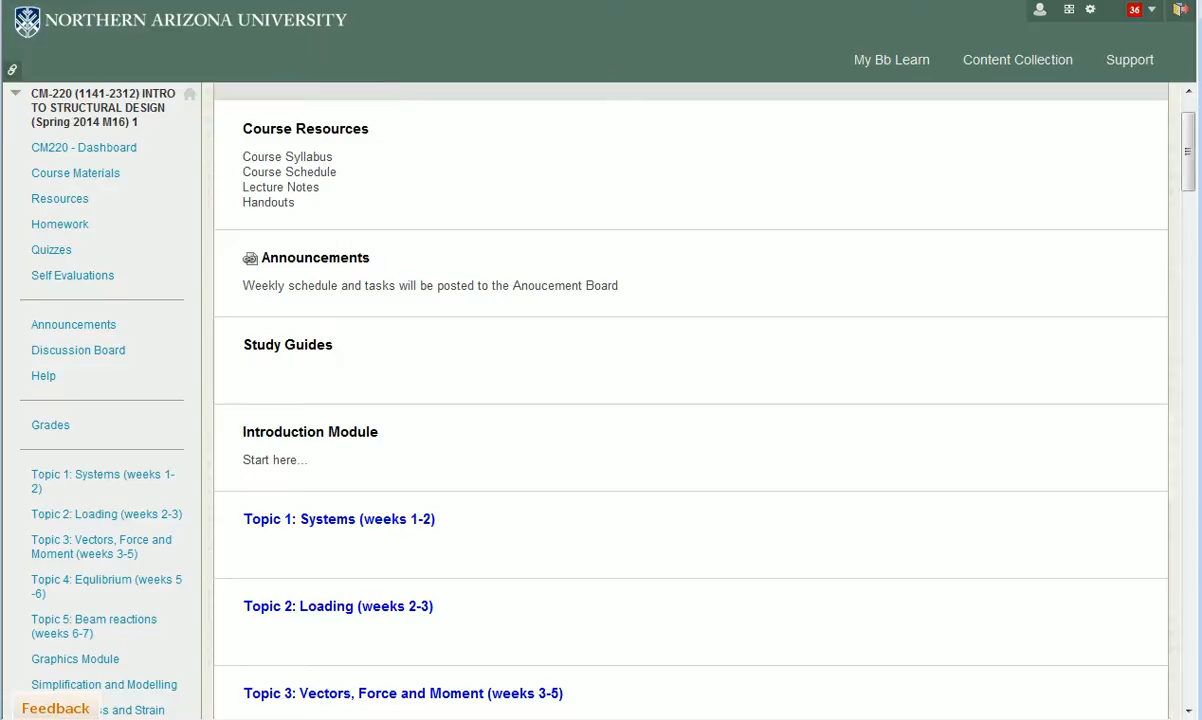 NORTHERN ARIZONA UNIVERSITY
36
My Bb Learn
Content Collection
Support
CM-220 (1141-2312) INTRO
TO STRUCTURAL DESIGN
(Spring 2014 M16) 1
CM220 - Dashboard
Course Materials
Resources
Homework
Quizzes
Self Evaluations
Announcements
Discussion Board
Help
Grades
Topic 1: Systems (weeks 1-
2)
Topic 2: Loading (weeks 2-3)
Topic 3: Vectors, Force and
Moment (weeks 3-5)
Topic 4: Equlibrium (weeks 5
-6)
Topic 5: Beam reactions
(weeks 6-7)
Graphics Module
Simplification and Modelling
s and Strain
Feedback
Course Resources
Course Syllabus
Course Schedule
Lecture Notes
Handouts
Announcements
Weekly schedule and tasks will be posted to the Anoucement Board
Study Guides
Introduction Module
Start here...
Topic 1: Systems (weeks 1-2)
Topic 2: Loading (weeks 2-3)
Topic 3: Vectors, Force and Moment (weeks 3-5)